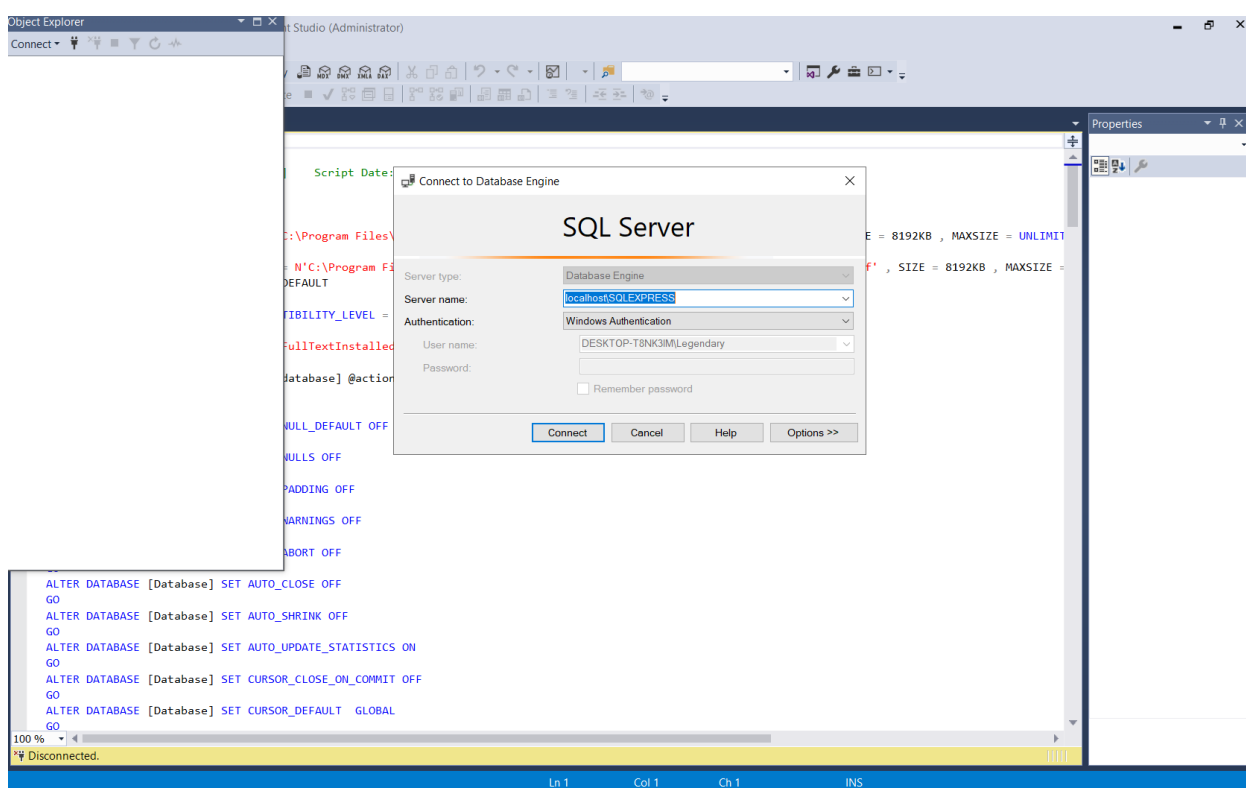 Object Explorer
nt Studio (Administrator)
Connect
MDX DMX XMLA DAX
Properties
Script Date:
C:\Program Files\
E = 8192KB , MAXSIZE = UNLIMIT
= N'C:\Program Fi
f' , SIZE = 8192KB , MAXSIZE =
DEFAULT
TIBILITY_LEVEL =
FullTextInstalled
database] @action
NULL_DEFAULT OFF
NULLS OFF
PADDING OFF
WARNINGS OFF
ABORT OFF
Connect to Database Engine
SQL Server
Server type:
Database Engine
Server name:
localhost\SQLEXPRESS
Authentication:
Windows Authentication
User name:
DESKTOP-T8NK3IM\Legendary
Password:
Remember password
Connect
Cancel
Help
Options >>
ALTER DATABASE [Database] SET AUTO_CLOSE OFF
GO
ALTER DATABASE [Database] SET AUTO_SHRINK OFF
GO
ALTER DATABASE [Database] SET AUTO_UPDATE_STATISTICS ON
GO
ALTER DATABASE [Database] SET CURSOR_CLOSE_ON_COMMIT OFF
GO
ALTER DATABASE [Database] SET CURSOR_DEFAULT  GLOBAL
GO
100 %
Disconnected.
Ln 1 Col 1 Ch 1 INS